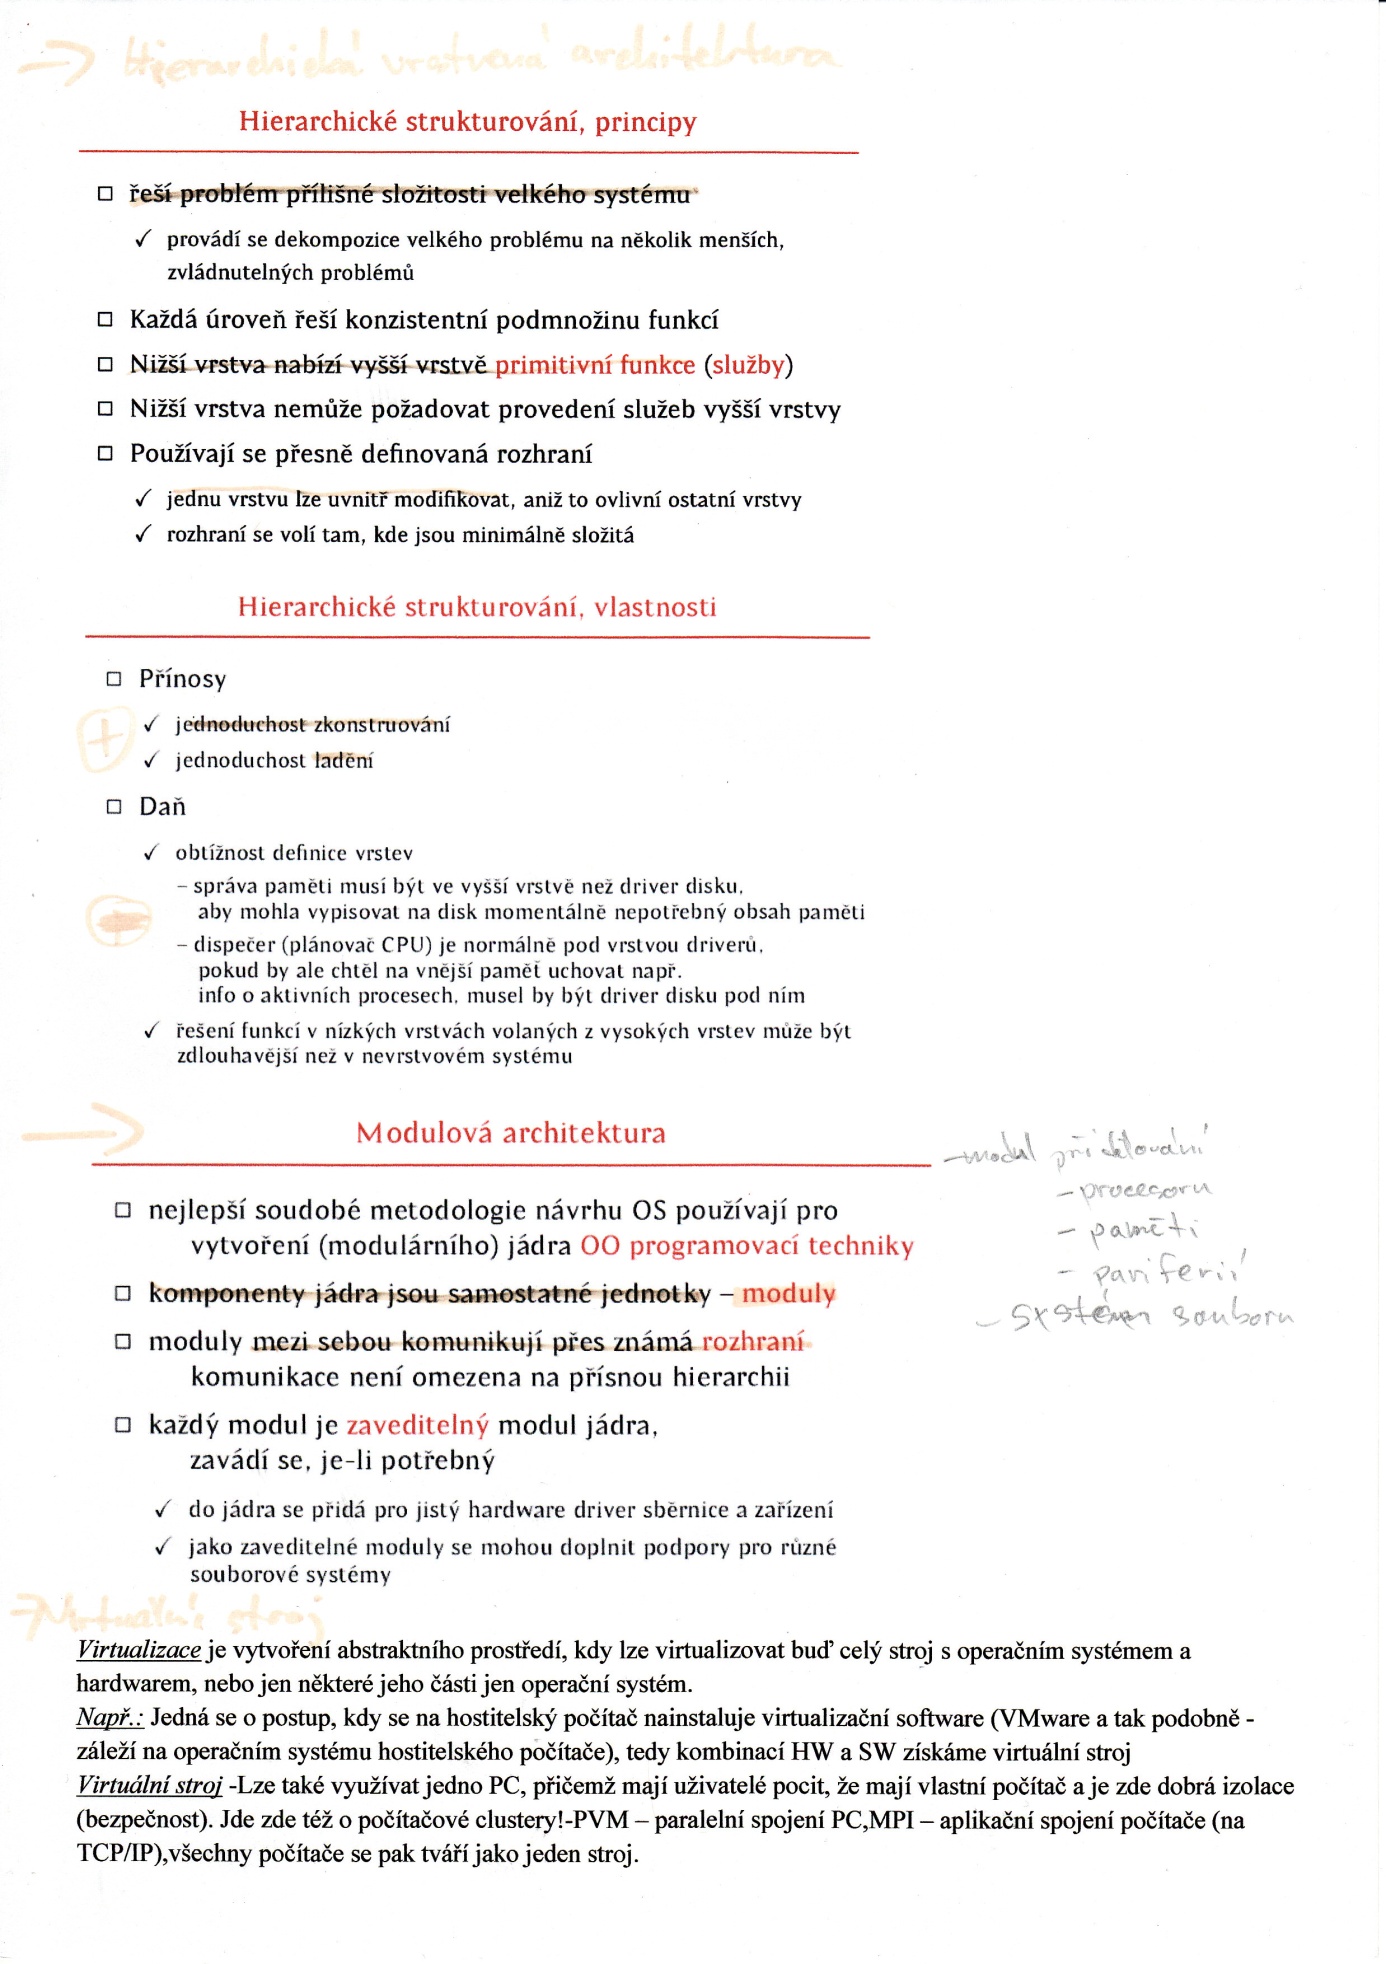 → Hierarchická vrstvená architektura
Hierarchické strukturování, principy
□ řeší problém přílišné složitosti velkého systému
✓ provádí se dekompozice velkého problému na několik menších,
zvládnutelných problémů
□ Každá úroveň řeší konzistentní podmnožinu funkcí
□ Nižší vrstva nabízí vyšší vrstvě primitivní funkce (služby)
□ Nižší vrstva nemůže požadovat provedení služeb vyšší vrstvy
□ Používají se přesně definovaná rozhraní
✓ jednu vrstvu lze uvnitř modifikovat, aniž to ovlivní ostatní vrstvy
✓ rozhraní se volí tam, kde jsou minimálně složitá
Hierarchické strukturování, vlastnosti
□ Přínosy
✓ jednoduchost zkonstruování
+
✓ jednoduchost ladění
□ Daň
✓ obtížnost definice vrstev
– správa paměti musí být ve vyšší vrstvě než driver disku,
aby mohla vypisovat na disk momentálně nepotřebný obsah paměti
-
– dispečer (plánovač CPU) je normálně pod vrstvou driverů,
pokud by ale chtěl na vnější paměť uchovat např.
info o aktivních procesech, musel by být driver disku pod ním
✓ řešení funkcí v nízkých vrstvách volaných z vysokých vrstev může být
zdlouhavější než v nevrstvovém systému
→ Modulová architektura
- modul přidělování
- procesoru
- paměti
- pariferií
- systém souboru
□ nejlepší soudobé metodologie návrhu OS používají pro
vytvoření (modulárního) jádra OO programovací techniky
□ komponenty jádra jsou samostatné jednotky – moduly
□ moduly mezi sebou komunikují přes známá rozhraní
komunikace není omezena na přísnou hierarchii
□ každý modul je zaveditelný modul jádra,
zavádí se, je-li potřebný
✓ do jádra se přidá pro jistý hardware driver sběrnice a zařízení
✓ jako zaveditelné moduly se mohou doplnit podpory pro různé
souborové systémy
→ Virtuální stroj
Virtualizace je vytvoření abstraktního prostředí, kdy lze virtualizovat buď celý stroj s operačním systémem a
hardwarem, nebo jen některé jeho části jen operační systém.
Např.: Jedná se o postup, kdy se na hostitelský počítač nainstaluje virtualizační software (VMware a tak podobně -
záleží na operačním systému hostitelského počítače), tedy kombinací HW a SW získáme virtuální stroj
Virtuální stroj -Lze také využívat jedno PC, přičemž mají uživatelé pocit, že mají vlastní počítač a je zde dobrá izolace
(bezpečnost). Jde zde též o počítačové clustery!-PVM – paralelní spojení PC,MPI – aplikační spojení počítače (na
TCP/IP),všechny počítače se pak tváří jako jeden stroj.